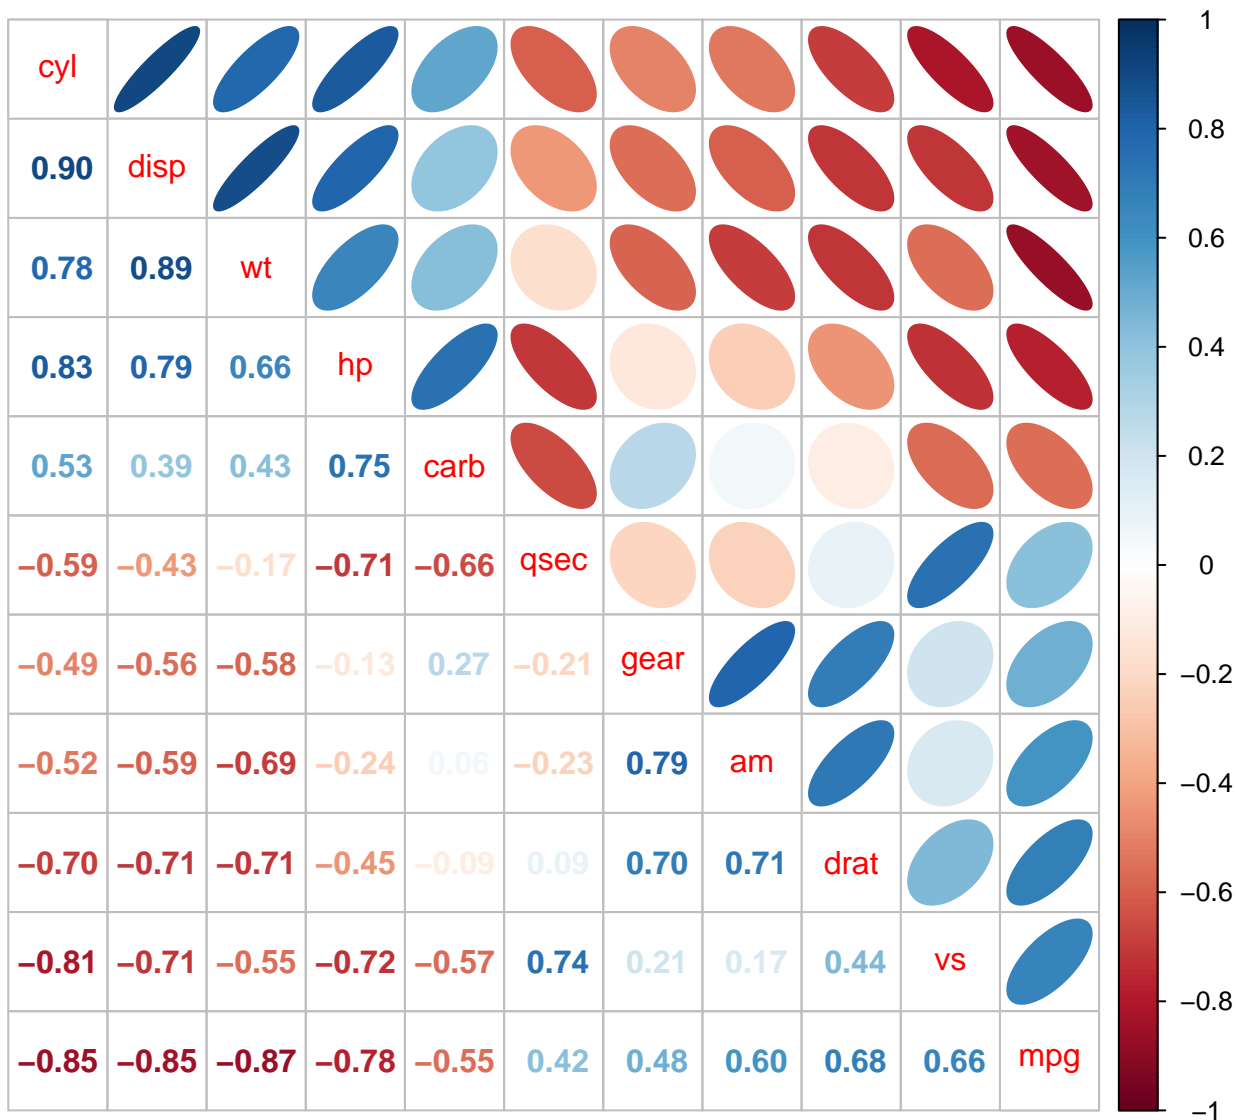 cyl
0.90 disp
0.78 0.89 wt
0.83 0.79 0.66 hp
0.53 0.39 0.43 0.75 carb
−0.59 −0.43 −0.17 −0.71 −0.66 qsec
−0.49 −0.56 −0.58 −0.13 0.27 −0.21 gear
−0.52 −0.59 −0.69 −0.24 0.06 −0.23 0.79 am
−0.70 −0.71 −0.71 −0.45 −0.09 0.09 0.70 0.71 drat
−0.81 −0.71 −0.55 −0.72 −0.57 0.74 0.21 0.17 0.44 vs
−0.85 −0.85 −0.87 −0.78 −0.55 0.42 0.48 0.60 0.68 0.66 mpg
1
0.8
0.6
0.4
0.2
0
−0.2
−0.4
−0.6
−0.8
−1